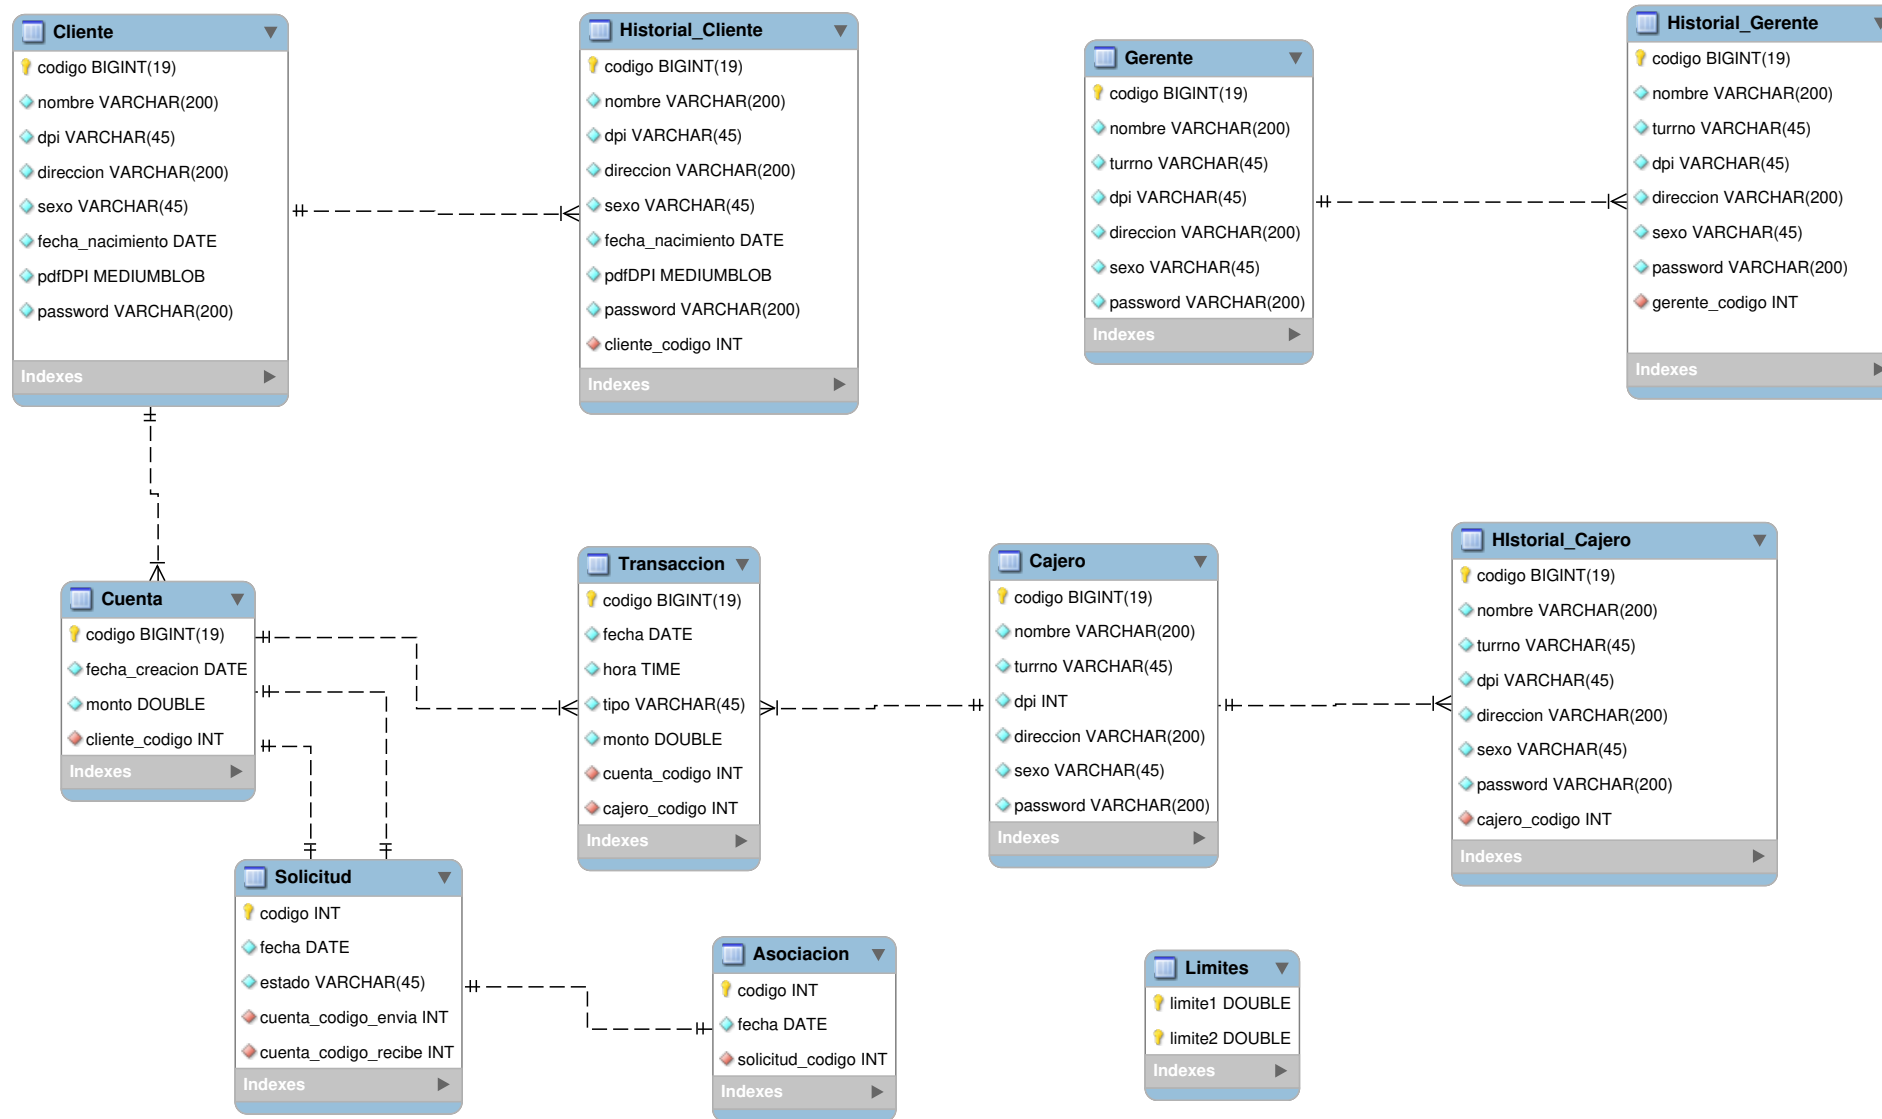 Cliente
codigo BIGINT(19)
nombre VARCHAR(200)
dpi VARCHAR(45)
direccion VARCHAR(200)
sexo VARCHAR(45)
fecha_nacimiento DATE
pdfDPI MEDIUMBLOB
password VARCHAR(200)
Indexes
Historial_Cliente
codigo BIGINT(19)
nombre VARCHAR(200)
dpi VARCHAR(45)
direccion VARCHAR(200)
sexo VARCHAR(45)
fecha_nacimiento DATE
pdfDPI MEDIUMBLOB
password VARCHAR(200)
cliente_codigo INT
Indexes
Gerente
codigo BIGINT(19)
nombre VARCHAR(200)
turrno VARCHAR(45)
dpi VARCHAR(45)
direccion VARCHAR(200)
sexo VARCHAR(45)
password VARCHAR(200)
Indexes
Historial_Gerente
codigo BIGINT(19)
nombre VARCHAR(200)
turrno VARCHAR(45)
dpi VARCHAR(45)
direccion VARCHAR(200)
sexo VARCHAR(45)
password VARCHAR(200)
gerente_codigo INT
Indexes
Cuenta
codigo BIGINT(19)
fecha_creacion DATE
monto DOUBLE
cliente_codigo INT
Indexes
Transaccion
codigo BIGINT(19)
fecha DATE
hora TIME
tipo VARCHAR(45)
monto DOUBLE
cuenta_codigo INT
cajero_codigo INT
Indexes
Cajero
codigo BIGINT(19)
nombre VARCHAR(200)
turrno VARCHAR(45)
dpi INT
direccion VARCHAR(200)
sexo VARCHAR(45)
password VARCHAR(200)
Indexes
HIstorial_Cajero
codigo BIGINT(19)
nombre VARCHAR(200)
turrno VARCHAR(45)
dpi VARCHAR(45)
direccion VARCHAR(200)
sexo VARCHAR(45)
password VARCHAR(200)
cajero_codigo INT
Indexes
Solicitud
codigo INT
fecha DATE
estado VARCHAR(45)
cuenta_codigo_envia INT
cuenta_codigo_recibe INT
Indexes
Asociacion
codigo INT
fecha DATE
solicitud_codigo INT
Indexes
Limites
limite1 DOUBLE
limite2 DOUBLE
Indexes